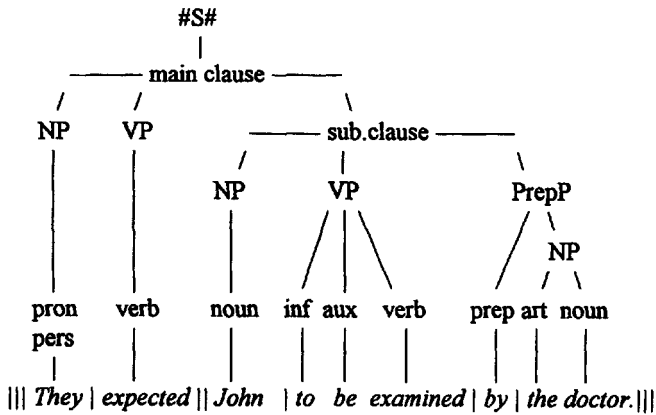 #S#
main clause
NP VP sub.clause
NP VP PrepP
NP
pron verb noun inf aux verb prep art noun
pers
||| They | expected || John | to be examined | by | the doctor.|||